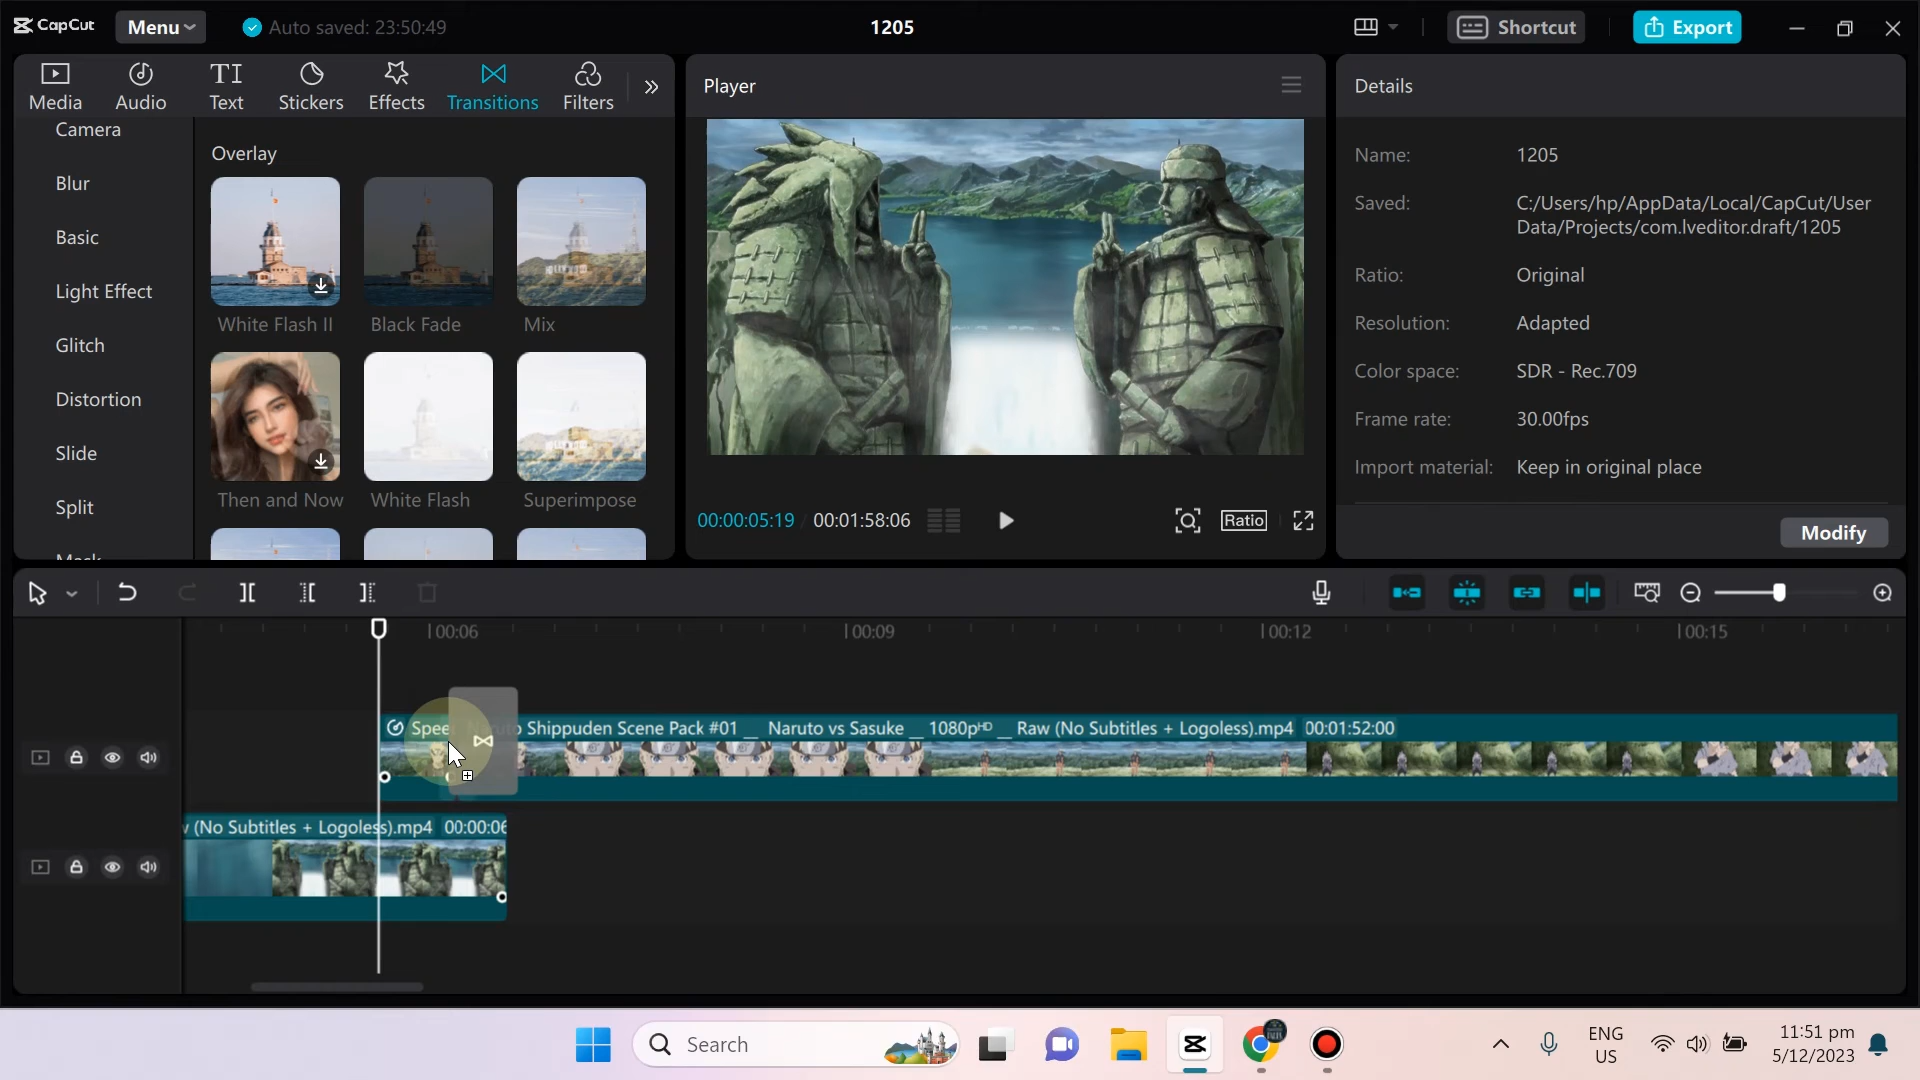 CapCut
Menu
Auto saved: 23:50:49
1205
Shortcut
Export
Media
Audio
Text
Stickers
Effects
Transitions
Filters
Camera
Blur
Basic
Light Effect
Glitch
Distortion
Slide
Split
Overlay
White Flash II
Black Fade
Mix
Then and Now
White Flash
Superimpose
Player
00:00:05:19
00:01:58:06
Ratio
Details
Name: 1205
Saved: C:/Users/hp/AppData/Local/CapCut/User
Data/Projects/com.lveditor.draft/1205
Ratio: Original
Resolution: Adapted
Color space: SDR - Rec.709
Frame rate: 30.00fps
Import material: Keep in original place
Modify
00:06
00:09
00:12
00:15
Shippuden Scene Pack #01 __ Naruto vs Sasuke __ 1080pᴴᴰ __ Raw (No Subtitles + Logoless).mp4 00:01:52:00
(No Subtitles + Logoless).mp4 00:00:06
Search
ENG
US
11:51 pm
5/12/2023